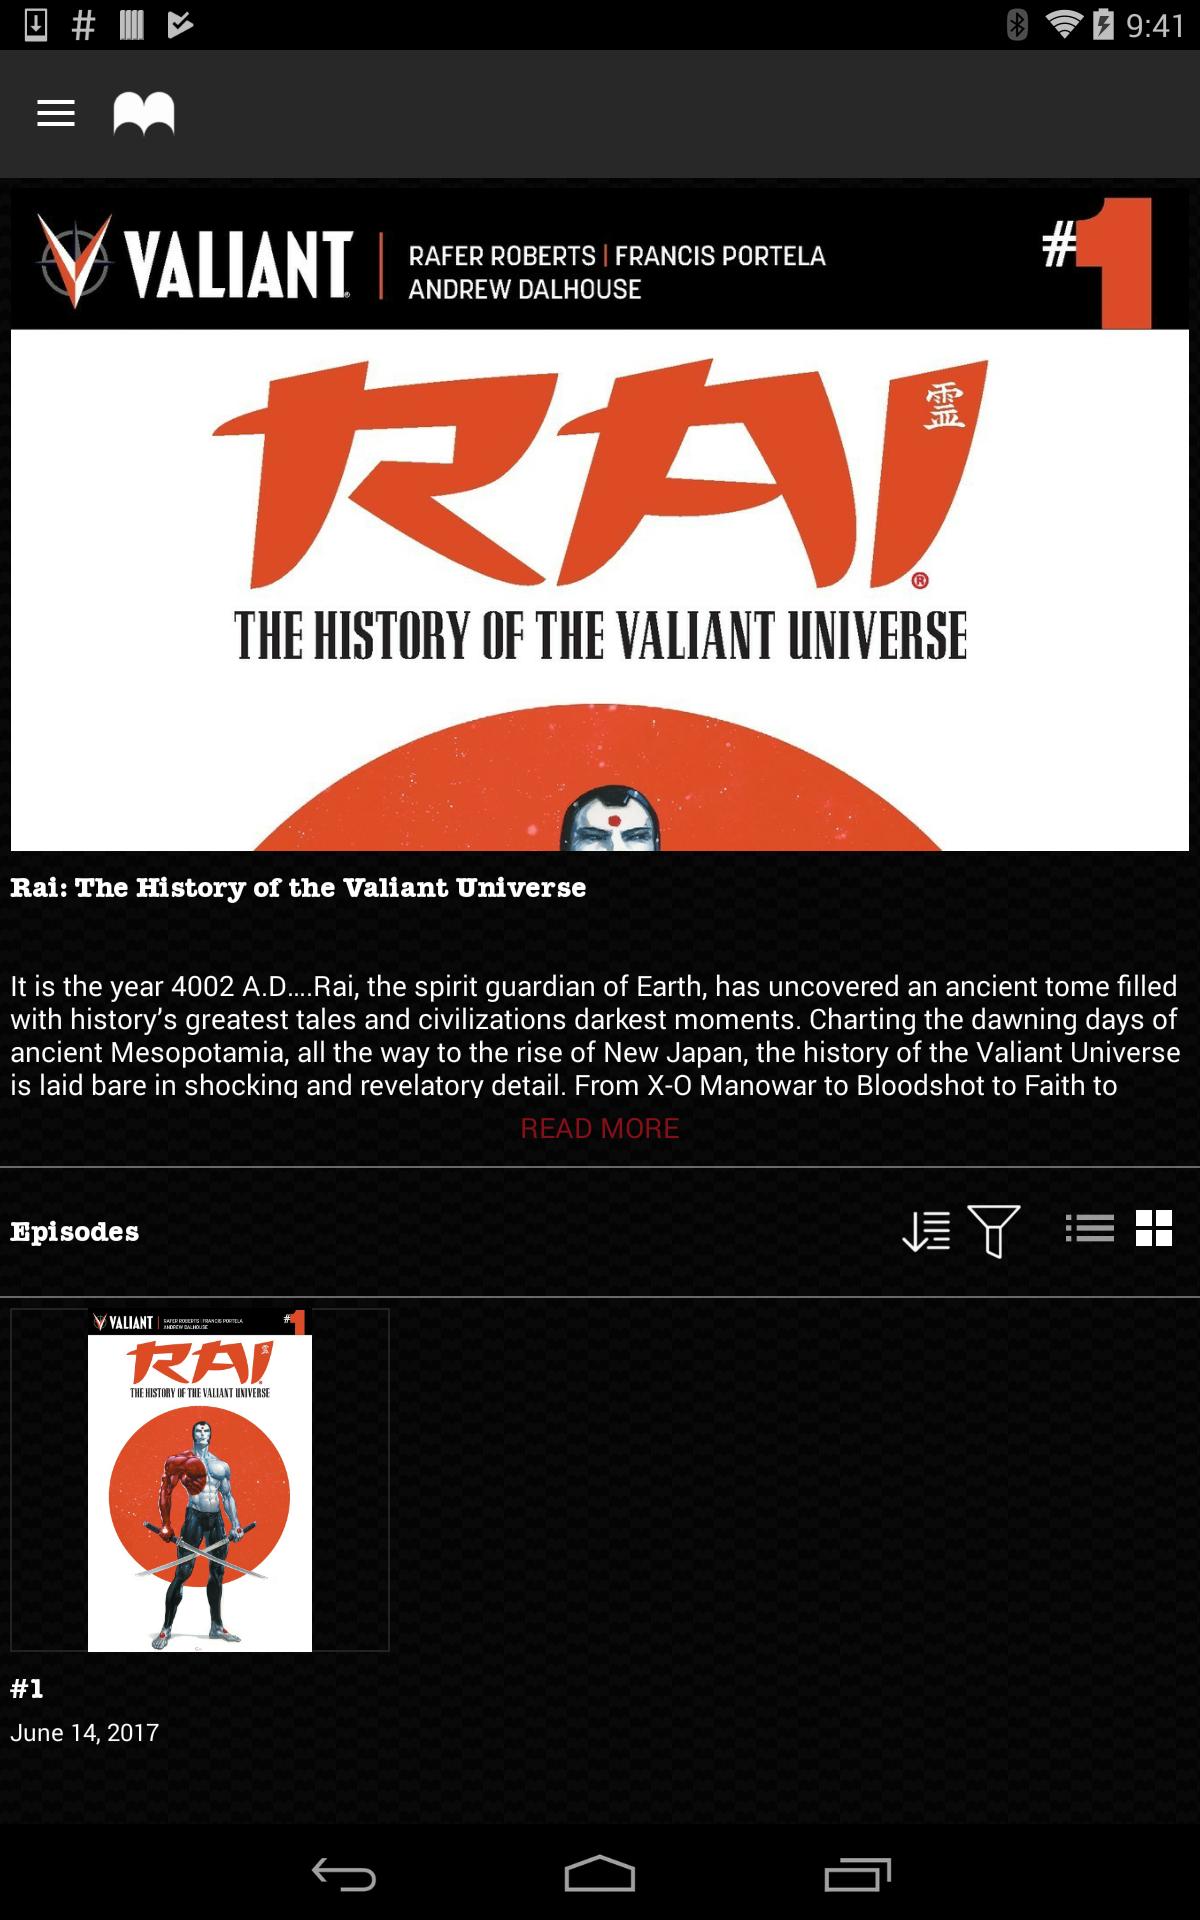 9:41
VALIANT
RAFER ROBERTS | FRANCIS PORTELA
ANDREW DALHOUSE
#1
RAI
霊
®
THE HISTORY OF THE VALIANT UNIVERSE
Rai: The History of the Valiant Universe
It is the year 4002 A.D....Rai, the spirit guardian of Earth, has uncovered an ancient tome filled
with history’s greatest tales and civilizations darkest moments. Charting the dawning days of
ancient Mesopotamia, all the way to the rise of New Japan, the history of the Valiant Universe
is laid bare in shocking and revelatory detail. From X-O Manowar to Bloodshot to Faith to
READ MORE
Episodes
VALIANT
RAFER ROBERTS | FRANCIS PORTELA
ANDREW DALHOUSE
#1
RAI
霊
THE HISTORY OF THE VALIANT UNIVERSE
#1
June 14, 2017